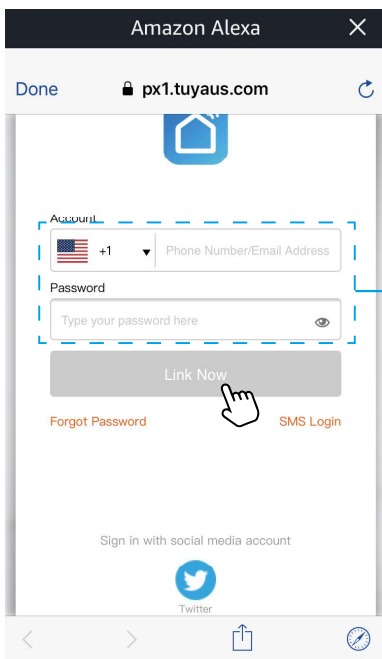 Amazon Alexa
Done px1.tuyaus.com
Account
+1 Phone Number/Email Address
Password
Type your password here
Link Now
Forgot Password SMS Login
Sign in with social media account
Twitter